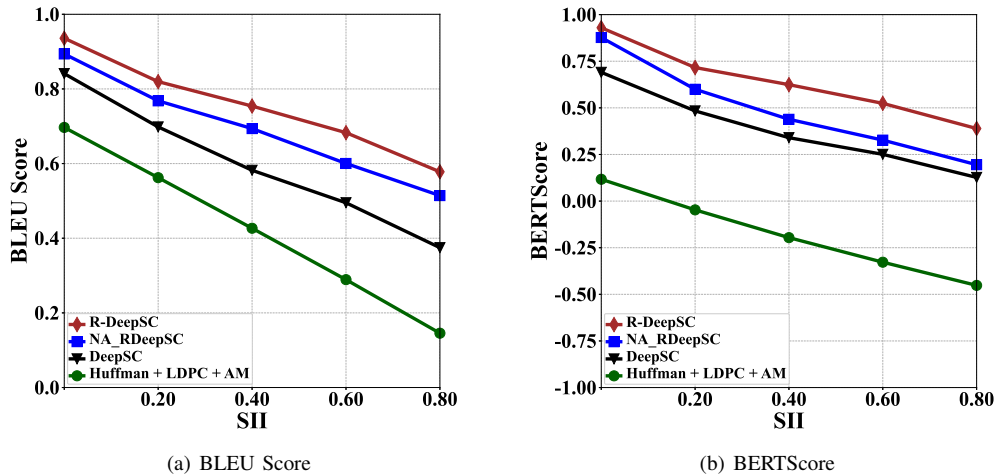 1.0
0.8
0.6
0.4
0.2
0.0
BLEU Score
R-DeepSC
NA_RDeepSC
DeepSC
Huffman + LDPC + AM
0.20 0.40 0.60 0.80
SII
(a) BLEU Score
1.00
0.75
0.50
0.25
0.00
-0.25
-0.50
-0.75
-1.00
BERTScore
R-DeepSC
NA_RDeepSC
DeepSC
Huffman + LDPC + AM
0.20 0.40 0.60 0.80
SII
(b) BERTScore